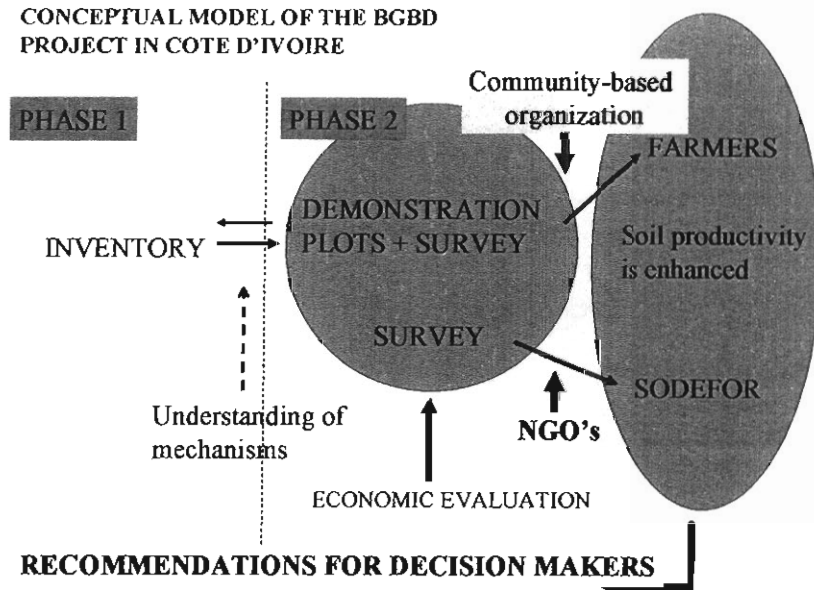 CONCEPTUAL MODEL OF THE BGBD
PROJECT IN COTE D'IVOIRE
PHASE 1
PHASE 2
Community-based
organization
FARMERS
DEMONSTRATION
PLOTS + SURVEY
INVENTORY
Soil productivity
is enhanced
SURVEY
SODEFOR
Understanding of
mechanisms
NGO's
ECONOMIC EVALUATION
RECOMMENDATIONS FOR DECISION MAKERS